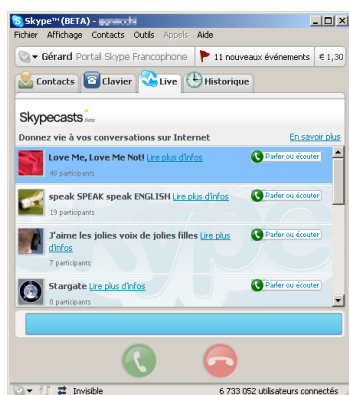 Skype™ (BETA) -
Fichier Affichage Contacts Outils Appels Aide
Gérard Portail Skype Francophone 11 nouveaux événements € 1,30
Contacts Clavier Live Historique
Skypecasts Beta
Donnez vie à vos conversations sur Internet En savoir plus
Love Me, Love Me Not! Lire plus d'infos Parler ou écouter
48 participants
speak SPEAK speak ENGLISH Lire plus d'infos Parler ou écouter
19 participants
J'aime les jolies voix de jolies filles Lire plus Parler ou écouter
d'infos
7 participants
Stargate Lire plus d'infos Parler ou écouter
0 participants
Invisible 6 733 052 utilisateurs connectés